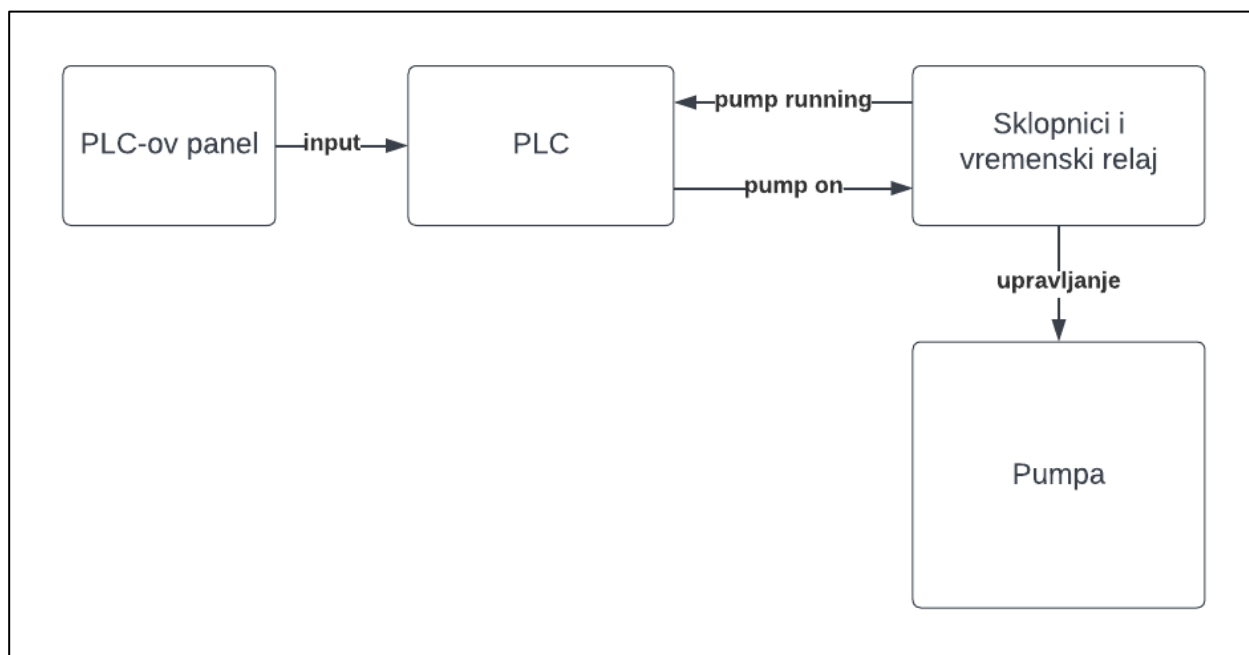 PLC-ov panel
input
PLC
pump running
pump on
Sklopnici i
vremenski relaj
upravljanje
Pumpa